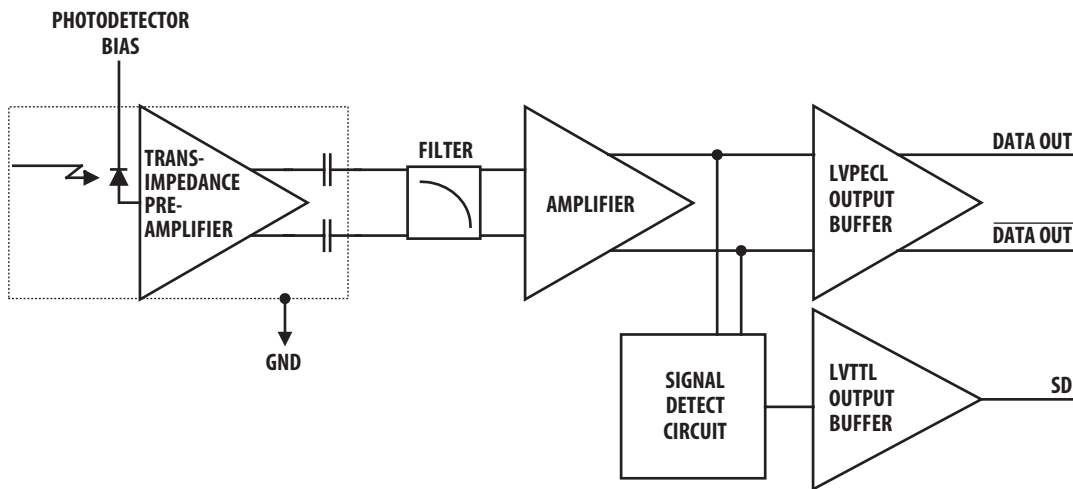 PHOTODETECTOR
BIAS
TRANS-
IMPEDANCE
PRE-
AMPLIFIER
FILTER
AMPLIFIER
LVPECL
OUTPUT
BUFFER
DATA OUT
DATA OUT
GND
SIGNAL
DETECT
CIRCUIT
LVTTL
OUTPUT
BUFFER
SD